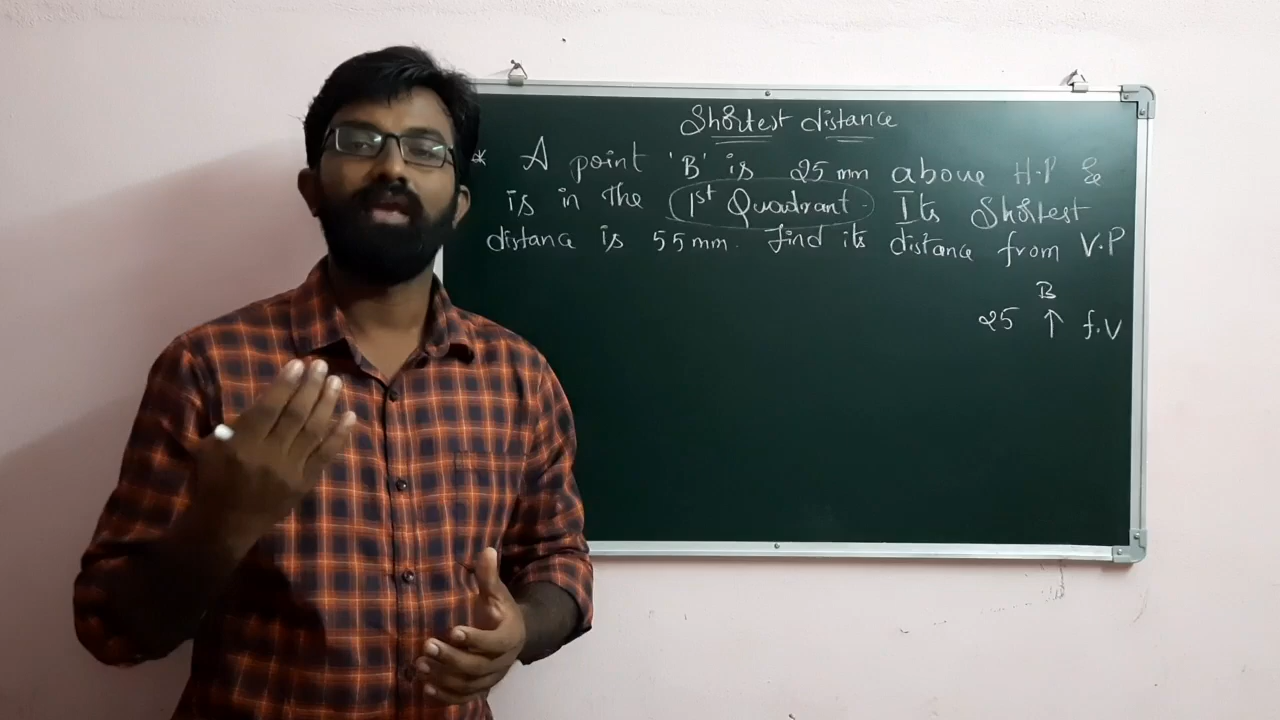 Shortest distance
* A point 'B' is 25 mm above H.P &
is in the 1st Quadrant. Its Shortest
distance is 55 mm. Find its distance from V.P
B
25 ↑ f.V